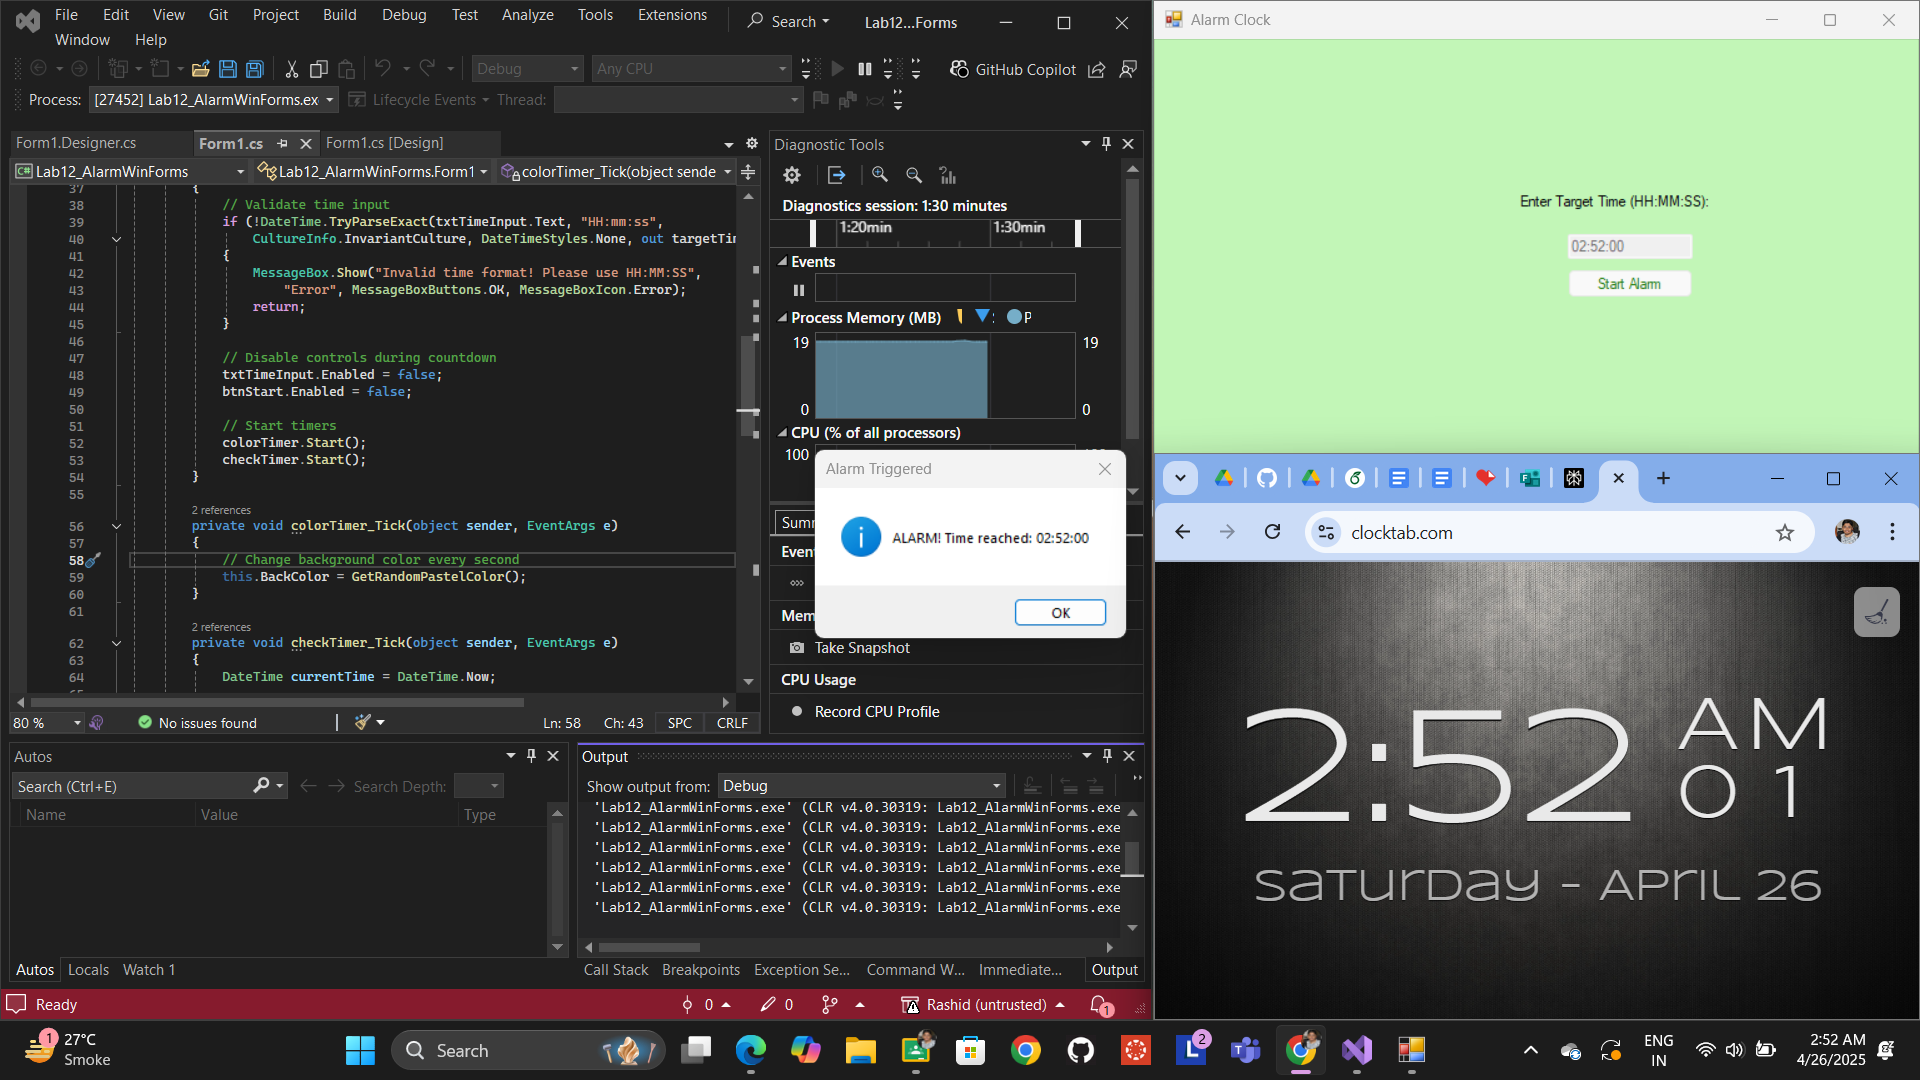 File Edit View Git Project Build Debug Test Analyze Tools Extensions
Window Help
Search
Lab12...Forms
Debug
Any CPU
GitHub Copilot
Process: [27452] Lab12_AlarmWinForms.ex
Lifecycle Events
Thread:
Form1.Designer.cs
Form1.cs
Form1.cs [Design]
Lab12_AlarmWinForms
Lab12_AlarmWinForms.Form1
colorTimer_Tick(object sende
37 {
38 // Validate time input
39 if (!DateTime.TryParseExact(txtTimeInput.Text, "HH:mm:ss",
40 CultureInfo.InvariantCulture, DateTimeStyles.None, out targetTim
41 {
42 MessageBox.Show("Invalid time format! Please use HH:MM:SS",
43 "Error", MessageBoxButtons.OK, MessageBoxIcon.Error);
44 return;
45 }
46
47 // Disable controls during countdown
48 txtTimeInput.Enabled = false;
49 btnStart.Enabled = false;
50
51 // Start timers
52 colorTimer.Start();
53 checkTimer.Start();
54 }
55
2 references
56 private void colorTimer_Tick(object sender, EventArgs e)
57 {
58 // Change background color every second
59 this.BackColor = GetRandomPastelColor();
60 }
61
2 references
62 private void checkTimer_Tick(object sender, EventArgs e)
63 {
64 DateTime currentTime = DateTime.Now;
80 %
No issues found
Ln: 58 Ch: 43 SPC CRLF
Diagnostic Tools
Diagnostics session: 1:30 minutes
1:20min 1:30min
Events
Process Memory (MB)
P
19 19
0 0
CPU (% of all processors)
100
Summ
Even
Mem
Take Snapshot
CPU Usage
Record CPU Profile
Alarm Triggered
ALARM! Time reached: 02:52:00
OK
Autos
Search (Ctrl+E)
Search Depth:
Name Value Type
Autos Locals Watch 1
Output
Show output from: Debug
'Lab12_AlarmWinForms.exe' (CLR v4.0.30319: Lab12_AlarmWinForms.exe
'Lab12_AlarmWinForms.exe' (CLR v4.0.30319: Lab12_AlarmWinForms.exe
'Lab12_AlarmWinForms.exe' (CLR v4.0.30319: Lab12_AlarmWinForms.exe
'Lab12_AlarmWinForms.exe' (CLR v4.0.30319: Lab12_AlarmWinForms.exe
'Lab12_AlarmWinForms.exe' (CLR v4.0.30319: Lab12_AlarmWinForms.exe
'Lab12_AlarmWinForms.exe' (CLR v4.0.30319: Lab12_AlarmWinForms.exe
Call Stack Breakpoints Exception Se... Command W... Immediate... Output
Ready
0
0
Rashid (untrusted)
1
Alarm Clock
Enter Target Time (HH:MM:SS):
02:52:00
Start Alarm
clocktab.com
2:52 AM
01
Saturday - April 26
1
27°C
Smoke
Search
2
ENG
IN
2:52 AM
4/26/2025